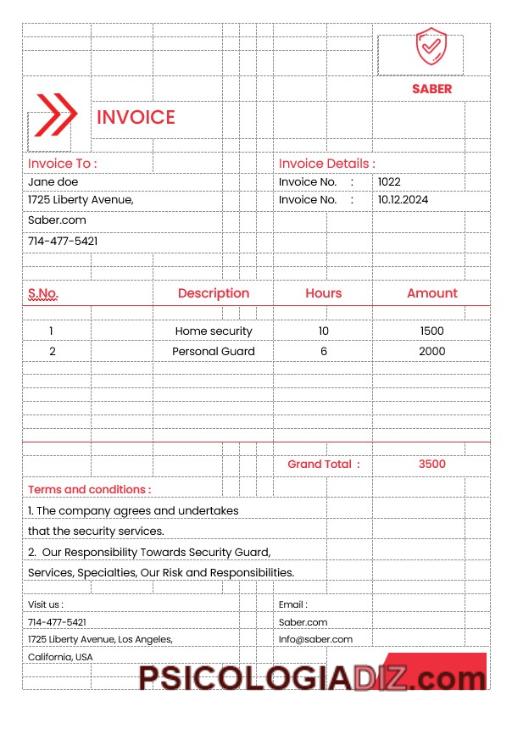 SABER
INVOICE
Invoice To :
Invoice Details :
Jane doe
Invoice No. : 1022
1725 Liberty Avenue,
Invoice No. : 10.12.2024
Saber.com
714-477-5421
S.No. Description Hours Amount
1 Home security 10 1500
2 Personal Guard 6 2000
Grand Total : 3500
Terms and conditions :
1. The company agrees and undertakes
that the security services.
2. Our Responsibility Towards Security Guard,
Services, Specialties, Our Risk and Responsibilities.
Visit us :
714-477-5421
1725 Liberty Avenue, Los Angeles,
California, USA
Email :
Saber.com
Info@saber.com
PSICOLOGIADIZ.com